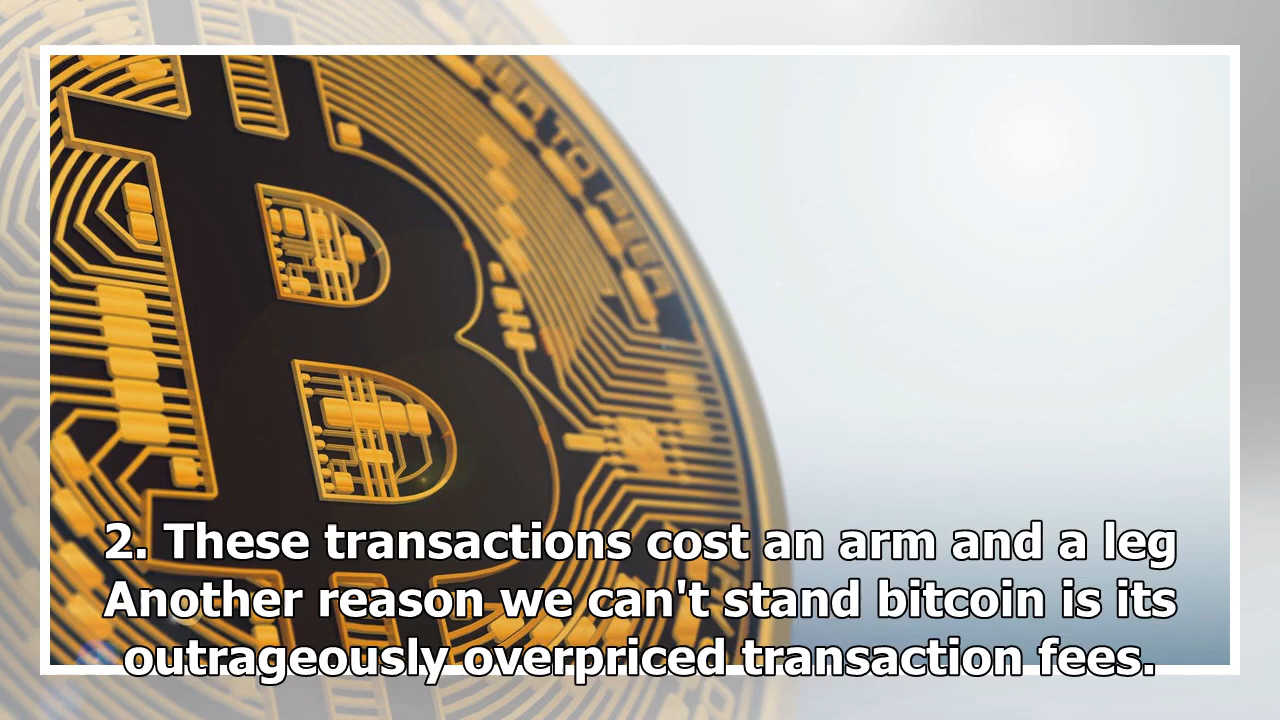 2. These transactions cost an arm and a leg
Another reason we can't stand bitcoin is its
outrageously overpriced transaction fees.